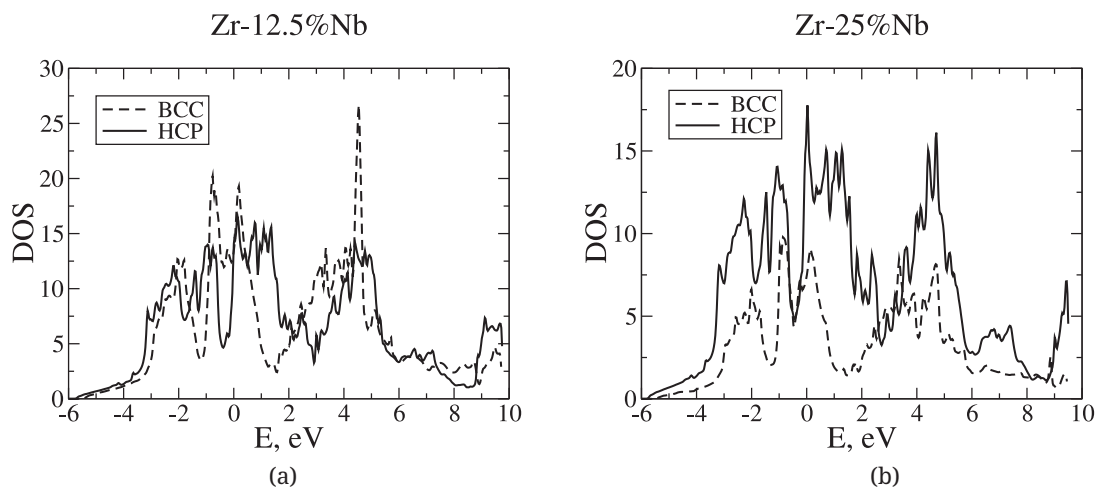 Zr-12.5%Nb
30
25
20
15
10
5
0
DOS
BCC
HCP
-6 -4 -2 0 2 4 6 8 10
E, eV
(a)
Zr-25%Nb
20
15
10
5
0
DOS
BCC
HCP
-6 -4 -2 0 2 4 6 8 10
E, eV
(b)